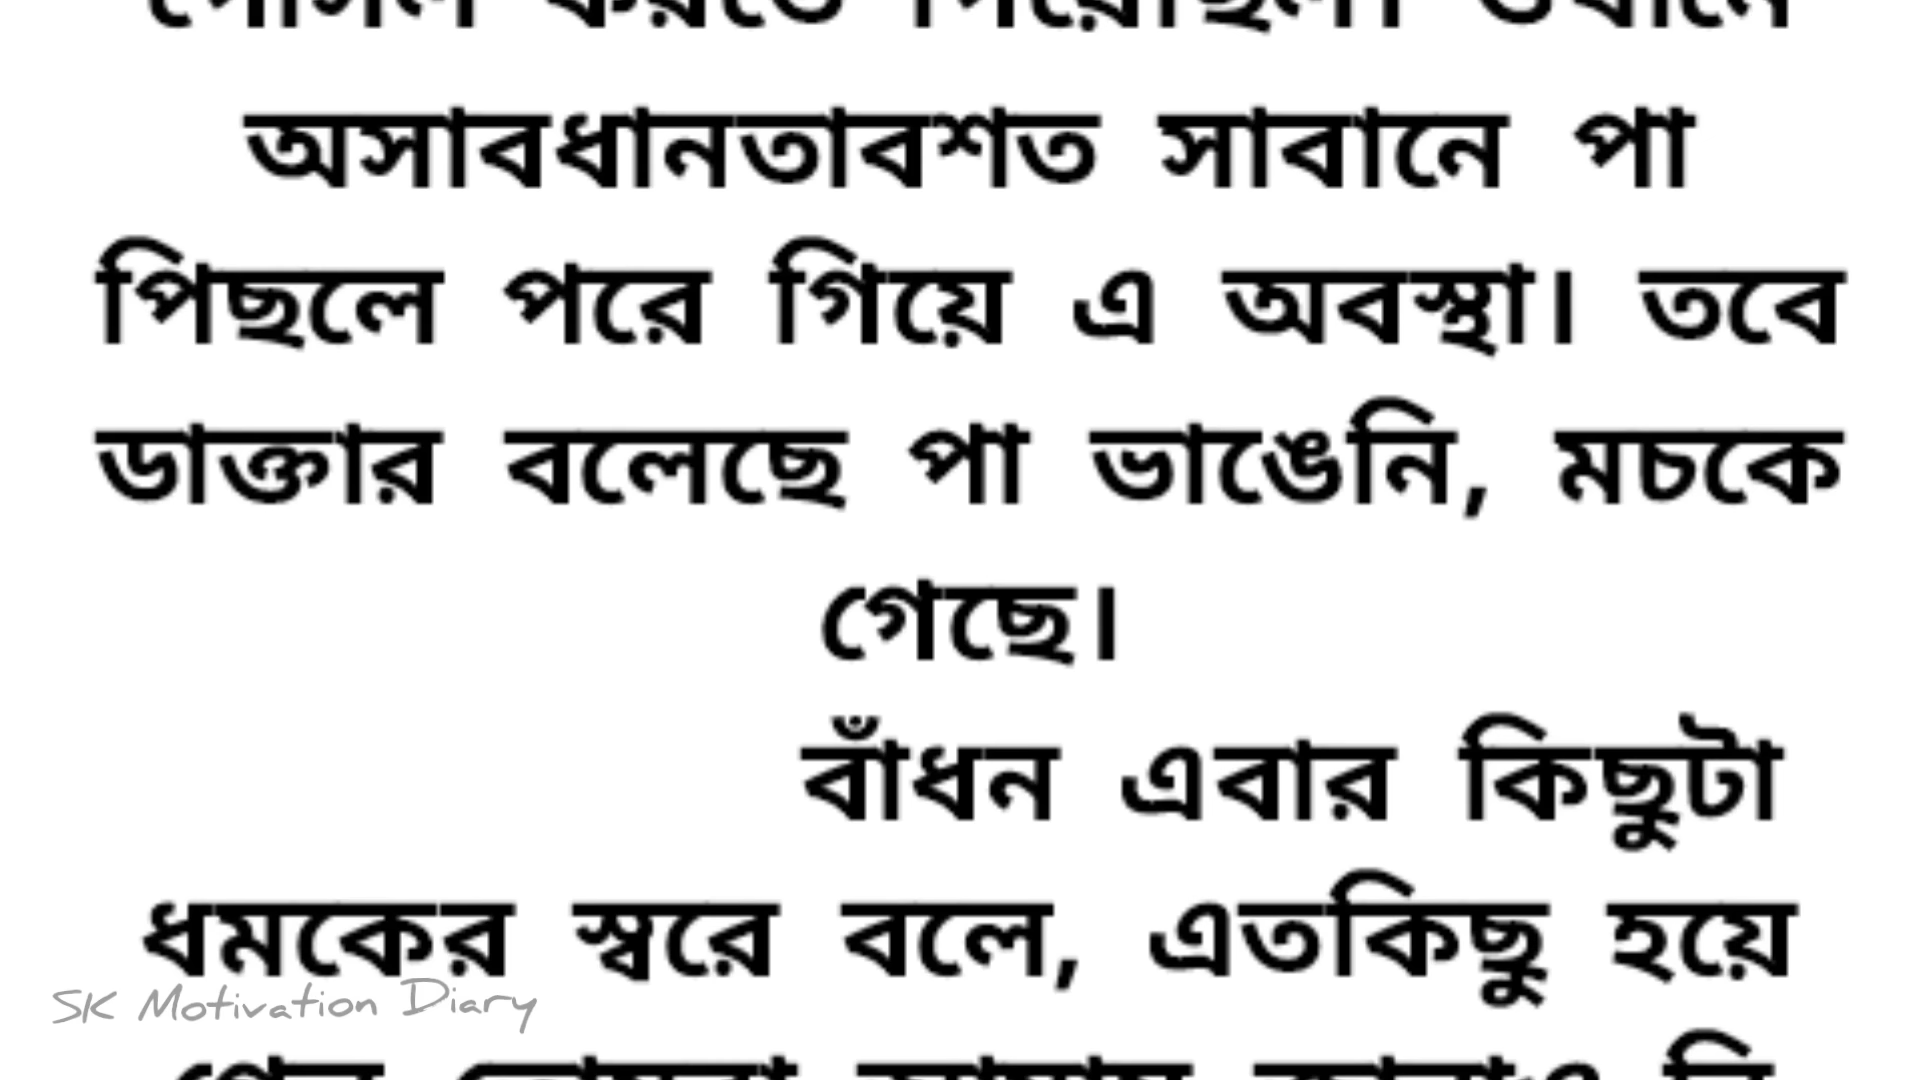 অসাবধানতাবশত সাবানে পা
পিছলে পরে গিয়ে এ অবস্থা। তবে
ডাক্তার বলেছে পা ভাঙেনি, মচকে
গেছে।
বাঁধন এবার কিছুটা
ধমকের স্বরে বলে, এতকিছু হয়ে
SK Motivation Diary